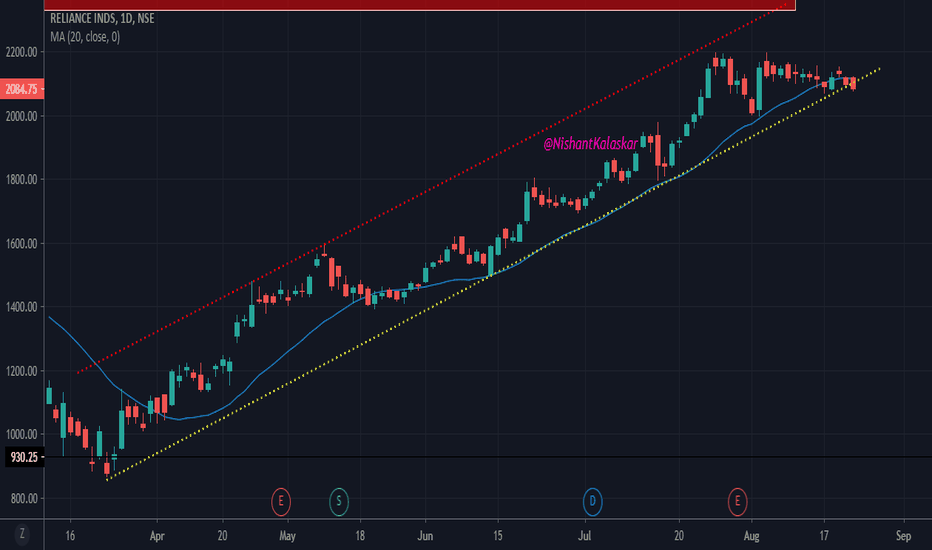 RELIANCE INDS, 1D, NSE
MA (20, close, 0)
2200.00
2084.75
2000.00
@NishantKalaskar
1800.00
1600.00
1400.00
1200.00
1000.00
930.25
800.00
E S D E
Z 16 Apr 20 May 18 Jun 15 Jul 20 Aug 17 Sep